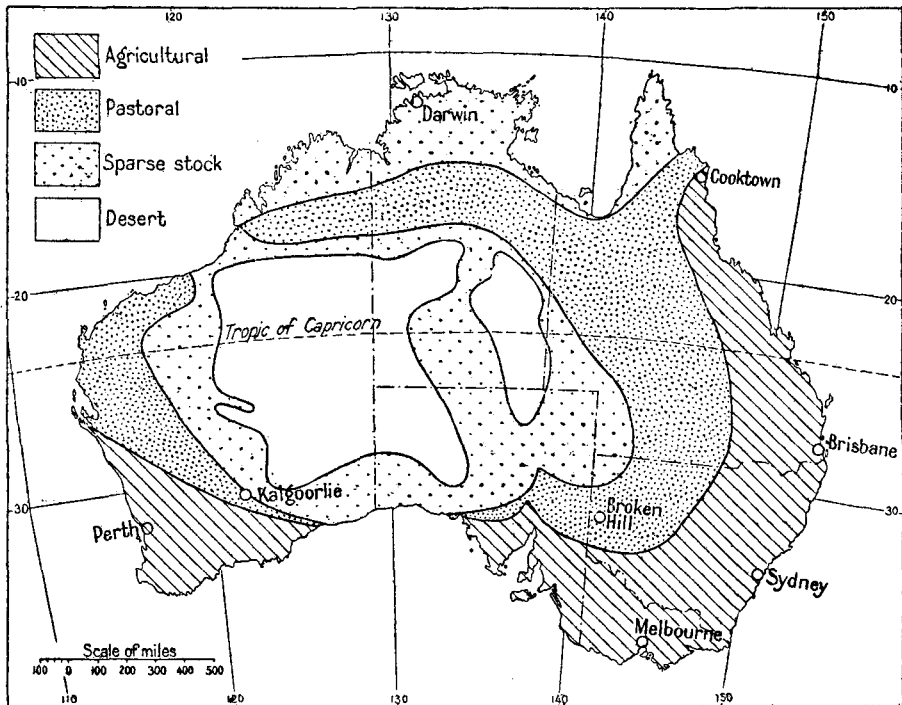 120 130 140 150
Agricultural
10 10
Pastoral
Darwin
Sparse stock
Cooktown
Desert
20 20
Tropic of Capricorn
Brisbane
Kalgoorlie
30 30
Broken
Hill
Perth
Sydney
Melbourne
Scale of miles
100 0 100 200 300 400 500
110 120 130 140 150